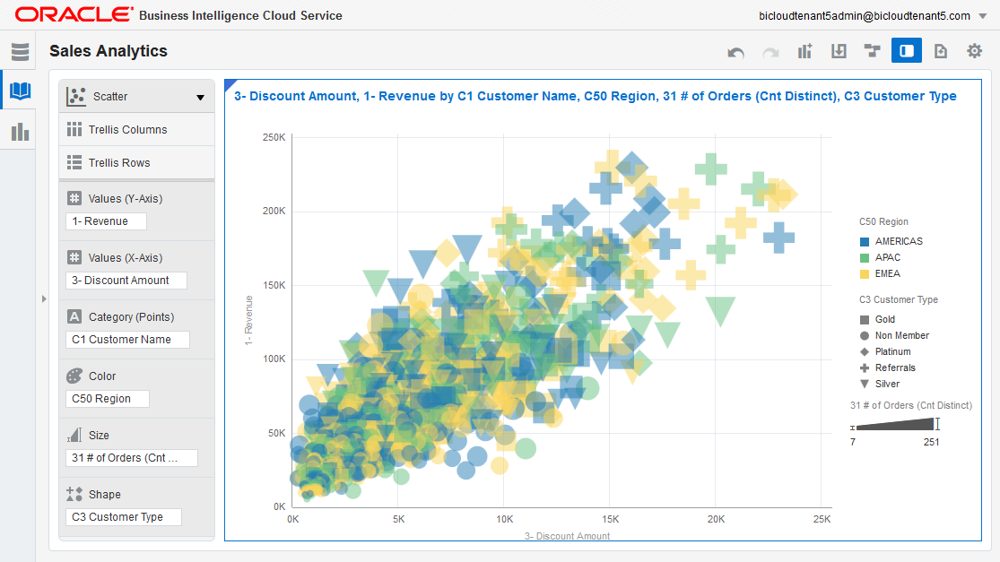 ORACLE® Business Intelligence Cloud Service
bicloudtenant5admin@bicloudtenant5.com
Sales Analytics
Scatter
Trellis Columns
Trellis Rows
Values (Y-Axis)
1- Revenue
Values (X-Axis)
3- Discount Amount
Category (Points)
C1 Customer Name
Color
C50 Region
Size
31 # of Orders (Cnt ...
Shape
C3 Customer Type
3- Discount Amount, 1- Revenue by C1 Customer Name, C50 Region, 31 # of Orders (Cnt Distinct), C3 Customer Type
250K
200K
150K
100K
50K
0K
1- Revenue
0K 5K 10K 15K 20K 25K
3- Discount Amount
C50 Region
AMERICAS
APAC
EMEA
C3 Customer Type
Gold
Non Member
Platinum
Referrals
Silver
31 # of Orders (Cnt Distinct)
7 251